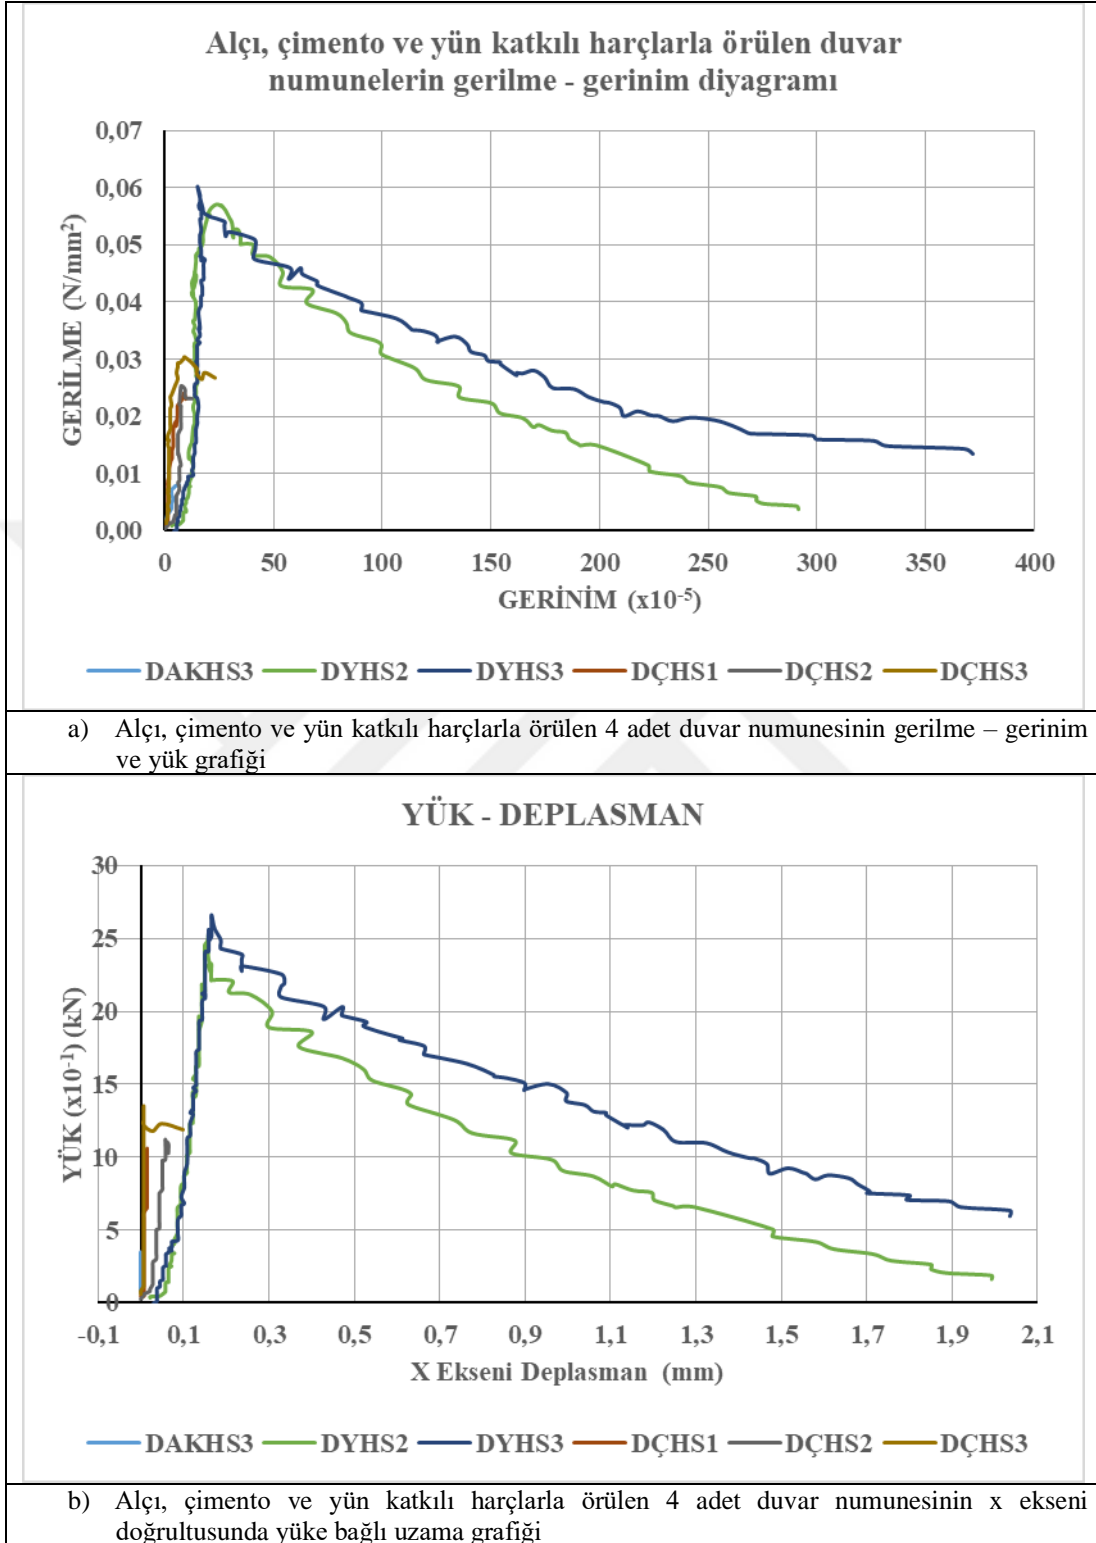 Alçı, çimento ve yün katkılı harçlarla örülen duvar
numunelerin gerilme - gerinim diyagramı
0,07
0,06
0,05
0,04
0,03
0,02
0,01
0,00
GERİLME (N/mm²)
0 50 100 150 200 250 300 350 400
GERİNİM (x10⁻⁵)
DAKHS3 DYHS2 DYHS3 DÇHS1 DÇHS2 DÇHS3
a) Alçı, çimento ve yün katkılı harçlarla örülen 4 adet duvar numunesinin gerilme – gerinim
ve yük grafiği
YÜK - DEPLASMAN
30
25
20
15
10
5
0
YÜK (x10⁻¹) (kN)
-0,1 0,1 0,3 0,5 0,7 0,9 1,1 1,3 1,5 1,7 1,9 2,1
X Ekseni Deplasman (mm)
DAKHS3 DYHS2 DYHS3 DÇHS1 DÇHS2 DÇHS3
b) Alçı, çimento ve yün katkılı harçlarla örülen 4 adet duvar numunesinin x ekseni
doğrultusunda yüke bağlı uzama grafiği